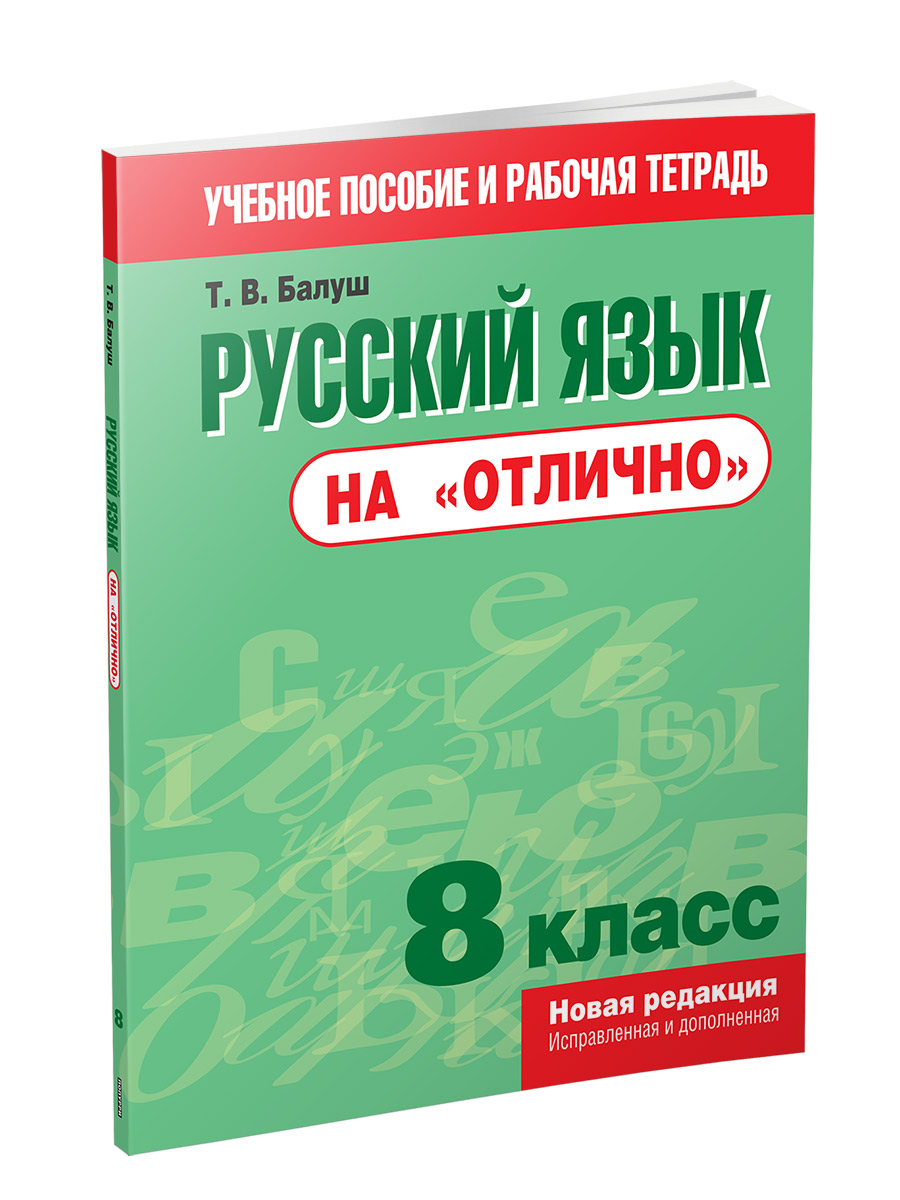 УЧЕБНОЕ ПОСОБИЕ И РАБОЧАЯ ТЕТРАДЬ
Т. В. Балуш
РУССКИЙ ЯЗЫК
НА «ОТЛИЧНО»
8 класс
Новая редакция
Исправленная и дополненная
Т. В. Балуш
РУССКИЙ ЯЗЫК
НА «ОТЛИЧНО»
8